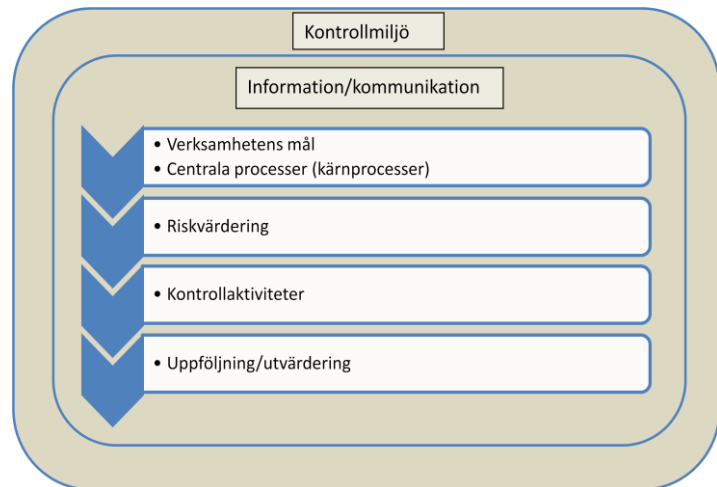 Kontrollmiljö
Information/kommunikation
• Verksamhetens mål
• Centrala processer (kärnprocesser)
• Riskvärdering
• Kontrollaktiviteter
• Uppföljning/utvärdering